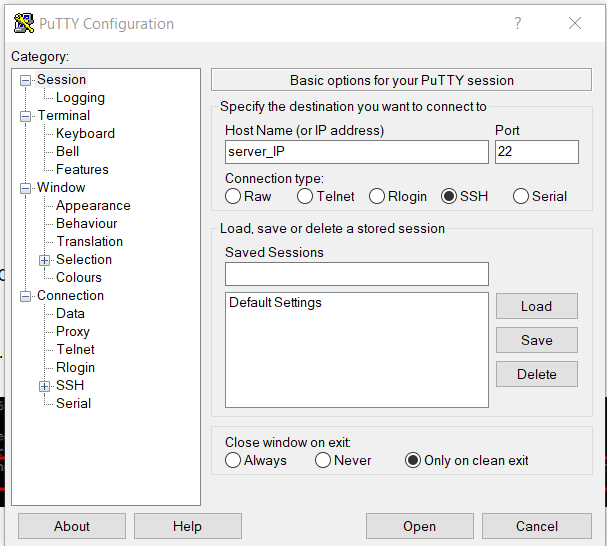 PuTTY Configuration
?
Category:
Session
Logging
Terminal
Keyboard
Bell
Features
Window
Appearance
Behaviour
Translation
Selection
Colours
Connection
Data
Proxy
Telnet
Rlogin
SSH
Serial
Basic options for your PuTTY session
Specify the destination you want to connect to
Host Name (or IP address) Port
server_IP 22
Connection type:
Raw Telnet Rlogin SSH Serial
Load, save or delete a stored session
Saved Sessions
Default Settings
Load
Save
Delete
Close window on exit:
Always Never Only on clean exit
About Help Open Cancel